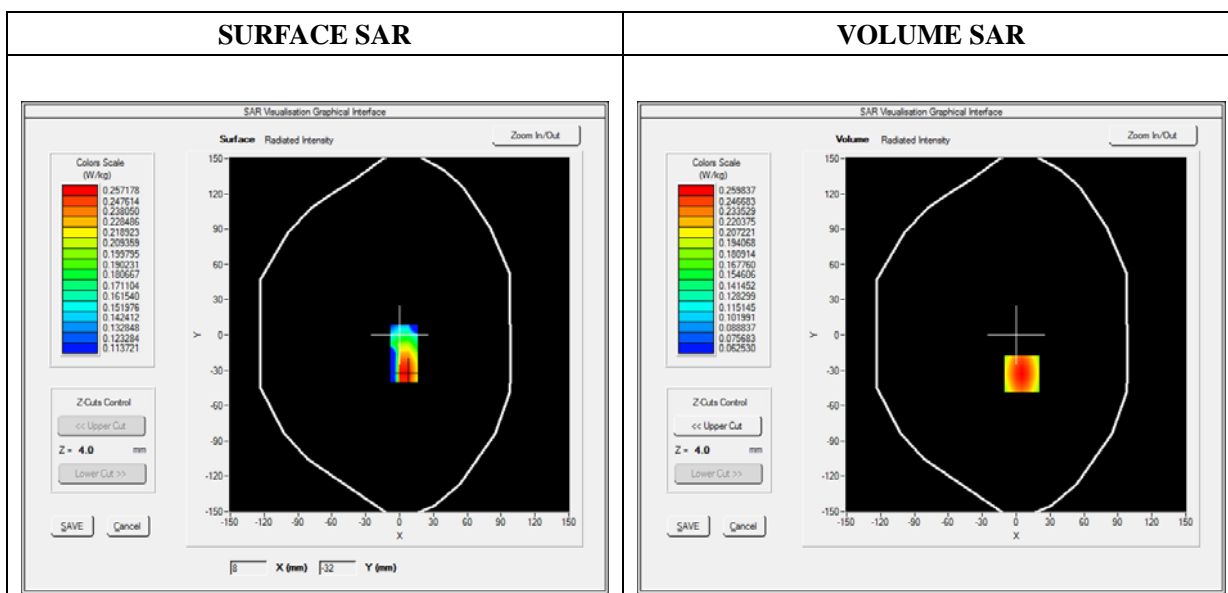 SURFACE SAR
VOLUME SAR
SAR Visualisation Graphical Interface
Surface Radiated Intensity
Zoom In/Out
Colors Scale
(W/kg)
0.257178
0.247614
0.238050
0.228486
0.218923
0.209359
0.199795
0.190231
0.180667
0.171104
0.161540
0.151976
0.142412
0.132848
0.123284
0.113721
Z-Cuts Control
<< Upper Cut
Z = 4.0 mm
Lower Cut >>
SAVE
Cancel
Y
150
120
90
60
30
0
-30
-60
-90
-120
-150
-150 -120 -90 -60 -30 0 30 60 90 120 150
X
8 X (mm) -32 Y (mm)
SAR Visualisation Graphical Interface
Volume Radiated Intensity
Zoom In/Out
Colors Scale
(W/kg)
0.259837
0.246683
0.233529
0.220375
0.207221
0.194068
0.180914
0.167760
0.154606
0.141452
0.128299
0.115145
0.101991
0.088837
0.075683
0.062530
Z-Cuts Control
<< Upper Cut
Z = 4.0 mm
Lower Cut >>
SAVE
Cancel
Y
150
120
90
60
30
0
-30
-60
-90
-120
-150
-150 -120 -90 -60 -30 0 30 60 90 120 150
X